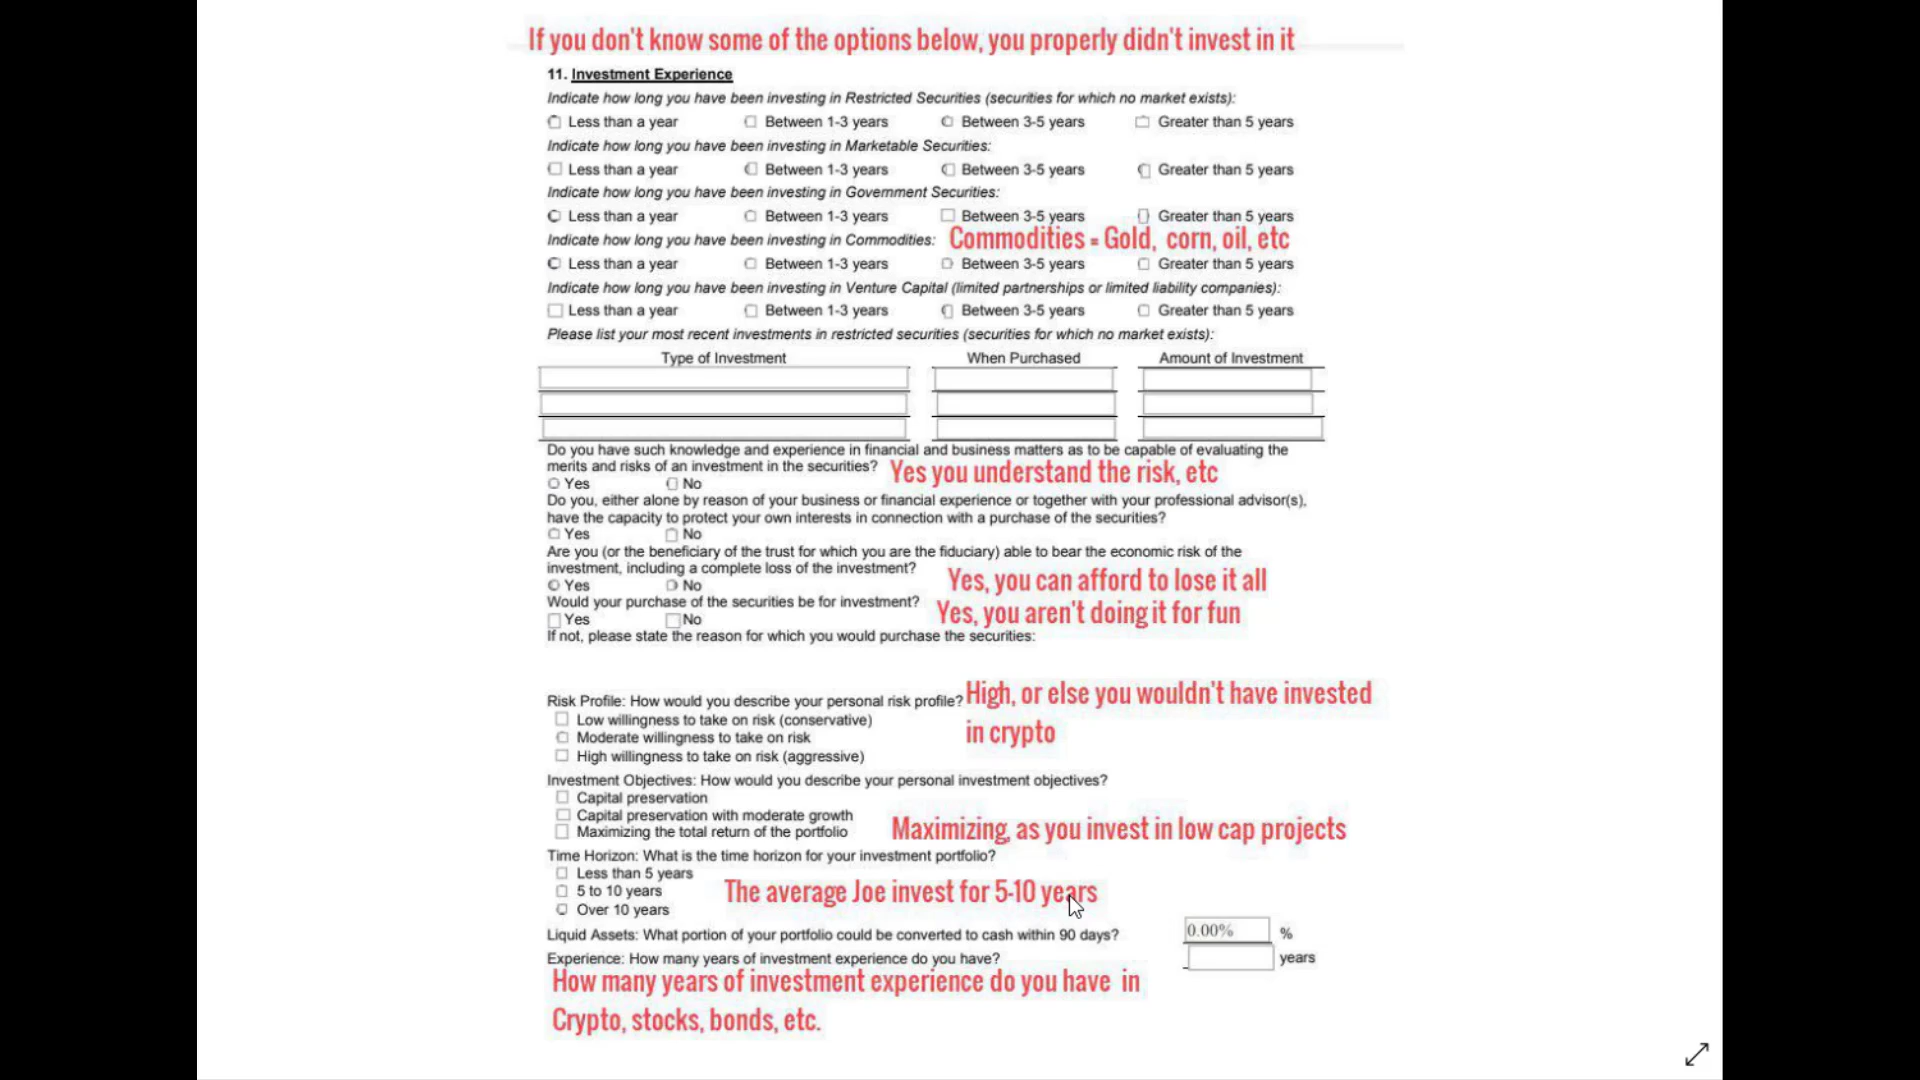 If you don't know some of the options below, you properly didn't invest in it
11. Investment Experience
Indicate how long you have been investing in Restricted Securities (securities for which no market exists):
Less than a year Between 1-3 years Between 3-5 years Greater than 5 years
Indicate how long you have been investing in Marketable Securities:
Less than a year Between 1-3 years Between 3-5 years Greater than 5 years
Indicate how long you have been investing in Government Securities:
Less than a year Between 1-3 years Between 3-5 years Greater than 5 years
Indicate how long you have been investing in Commodities: Commodities = Gold, corn, oil, etc
Less than a year Between 1-3 years Between 3-5 years Greater than 5 years
Indicate how long you have been investing in Venture Capital (limited partnerships or limited liability companies):
Less than a year Between 1-3 years Between 3-5 years Greater than 5 years
Please list your most recent investments in restricted securities (securities for which no market exists):
Type of Investment When Purchased Amount of Investment
Do you have such knowledge and experience in financial and business matters as to be capable of evaluating the
merits and risks of an investment in the securities? Yes you understand the risk, etc
Yes No
Do you, either alone by reason of your business or financial experience or together with your professional advisor(s),
have the capacity to protect your own interests in connection with a purchase of the securities?
Yes No
Are you (or the beneficiary of the trust for which you are the fiduciary) able to bear the economic risk of the
investment, including a complete loss of the investment? Yes, you can afford to lose it all
Yes No
Would your purchase of the securities be for investment? Yes, you aren't doing it for fun
Yes No
If not, please state the reason for which you would purchase the securities:
Risk Profile: How would you describe your personal risk profile? High, or else you wouldn't have invested
in crypto
Low willingness to take on risk (conservative)
Moderate willingness to take on risk
High willingness to take on risk (aggressive)
Investment Objectives: How would you describe your personal investment objectives?
Capital preservation
Capital preservation with moderate growth
Maximizing the total return of the portfolio Maximizing, as you invest in low cap projects
Time Horizon: What is the time horizon for your investment portfolio?
Less than 5 years
5 to 10 years The average Joe invest for 5-10 years
Over 10 years
Liquid Assets: What portion of your portfolio could be converted to cash within 90 days? 0.00% %
Experience: How many years of investment experience do you have? years
How many years of investment experience do you have in
Crypto, stocks, bonds, etc.